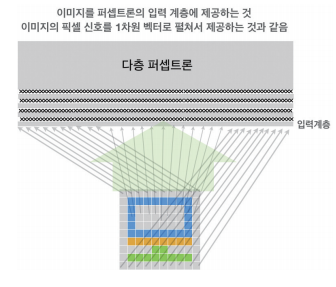 이미지를 퍼셉트론의 입력 계층에 제공하는 것
이미지의 픽셀 신호를 1차원 벡터로 펼쳐서 제공하는 것과 같음
다층 퍼셉트론
입력계층